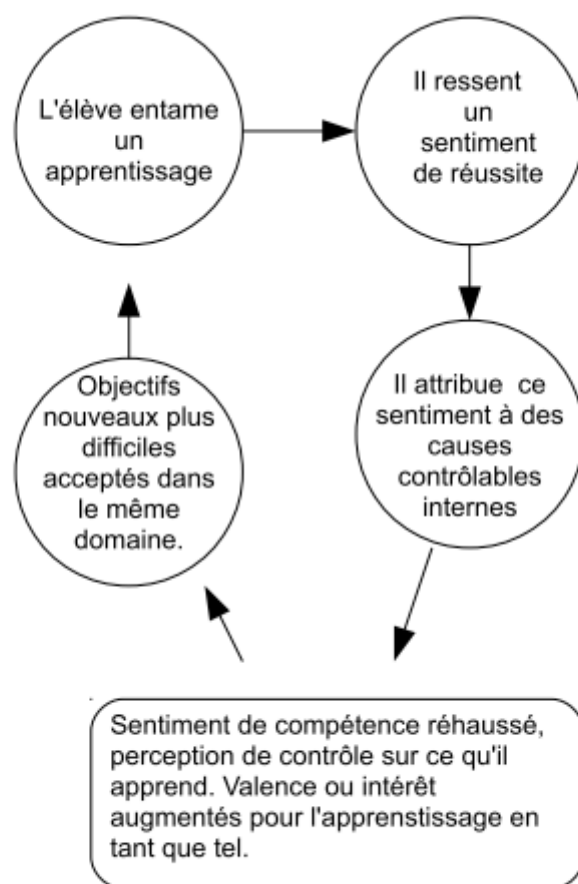 L'élève entame
un
apprentissage
Il ressent
un
sentiment
de réussite
Il attribue ce
sentiment à des
causes
contrôlables
internes
Sentiment de compétence réhaussé,
perception de contrôle sur ce qu'il
apprend. Valence ou intérêt
augmentés pour l'apprenstissage en
tant que tel.
Objectifs
nouveaux plus
difficiles
acceptés dans
le même
domaine.